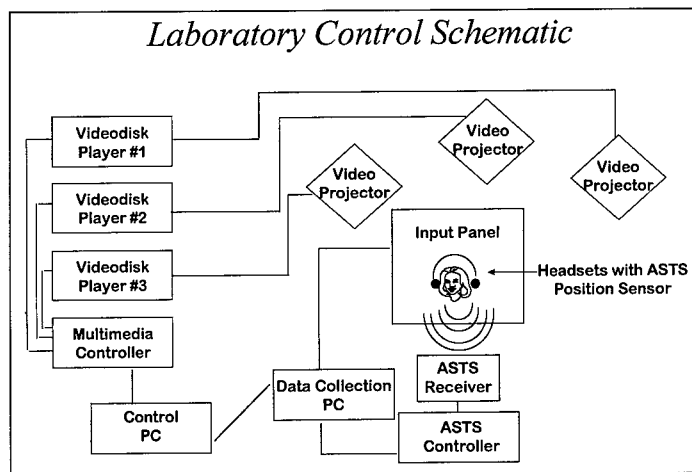 Laboratory Control Schematic
Videodisk
Player #1
Video
Projector
Video
Projector
Video
Projector
Videodisk
Player #2
Input Panel
Videodisk
Player #3
Headsets with ASTS
Position Sensor
Multimedia
Controller
ASTS
Receiver
Data Collection
PC
Control
PC
ASTS
Controller